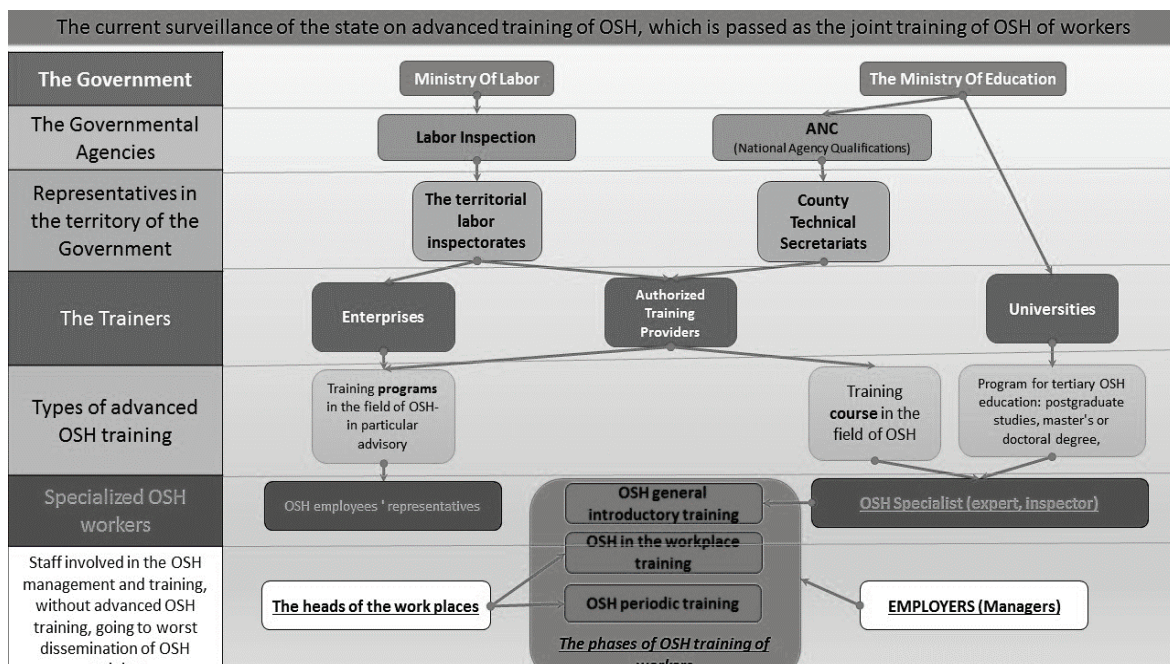 The current surveillance of the state on advanced training of OSH, which is passed as the joint training of OSH of workers
The Government
Ministry Of Labor
The Ministry Of Education
The Governmental
Agencies
Labor Inspection
ANC
(National Agency Qualifications)
Representatives in
the territory of the
Government
The territorial
labor
inspectorates
County
Technical
Secretariats
The Trainers
Enterprises
Authorized
Training
Providers
Universities
Types of advanced
OSH training
Training programs
in the field of OSH-
in particular
advisory
Training
course in the
field of OSH
Program for tertiary OSH
education: postgraduate
studies, master's or
doctoral degree,
Specialized OSH
workers
OSH employees ' representatives
OSH general
introductory training
OSH Specialist (expert, inspector)
Staff involved in the OSH
management and training,
without advanced OSH
training, going to worst
dissemination of OSH
The heads of the work places
OSH in the workplace
training
OSH periodic training
EMPLOYERS (Managers)
The phases of OSH training of